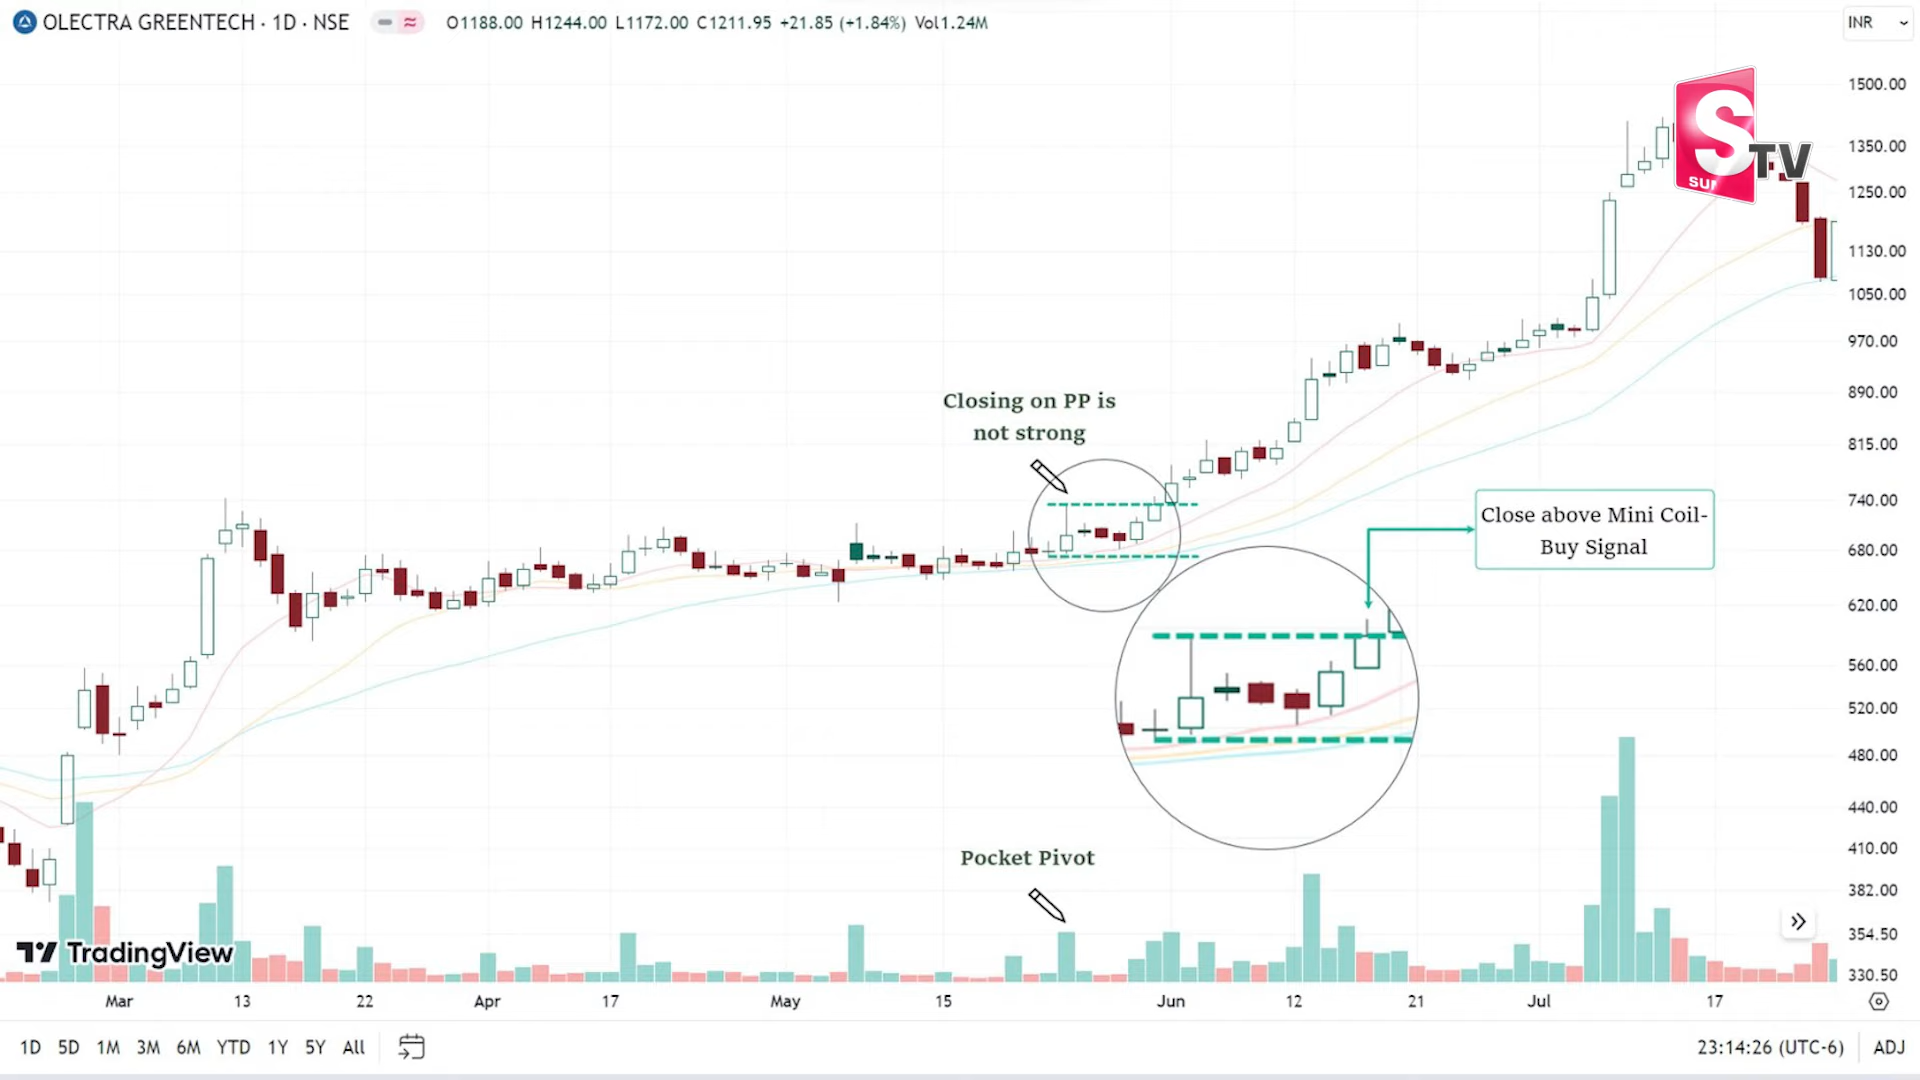 OLECTRA GREENTECH · 1D · NSE
O1188.00 H1244.00 L1172.00 C1211.95 +21.85 (+1.84%) Vol1.24M
INR
1500.00
1350.00
1250.00
1130.00
1050.00
970.00
890.00
815.00
740.00
680.00
620.00
560.00
520.00
480.00
440.00
410.00
382.00
354.50
330.50
S
TV
Closing on PP is
not strong
Close above Mini Coil-
Buy Signal
Pocket Pivot
TradingView
Mar 13 22 Apr 17 May 15 Jun 12 21 Jul 17
1D 5D 1M 3M 6M YTD 1Y 5Y All
23:14:26 (UTC-6) ADJ